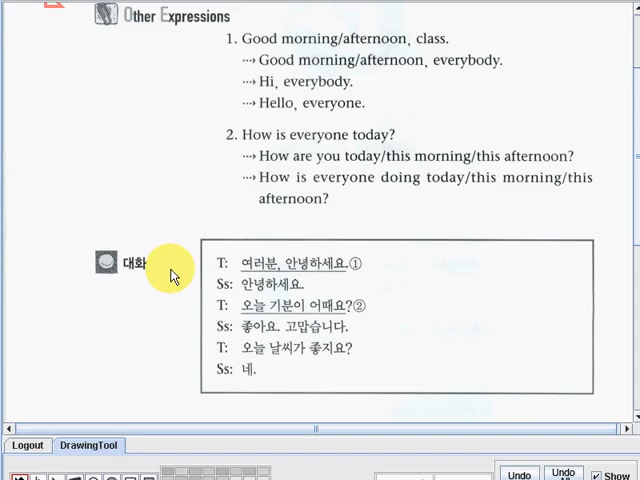 Other Expressions
1. Good morning/afternoon, class.
···→ Good morning/afternoon, everybody.
···→ Hi, everybody.
···→ Hello, everyone.
2. How is everyone today?
···→ How are you today/this morning/this afternoon?
···→ How is everyone doing today/this morning/this
afternoon?
대화
T: 여러분, 안녕하세요.①
Ss: 안녕하세요.
T: 오늘 기분이 어때요?②
Ss: 좋아요. 고맙습니다.
T: 오늘 날씨가 좋지요?
Ss: 네.
Logout DrawingTool
Undo Undo All Show